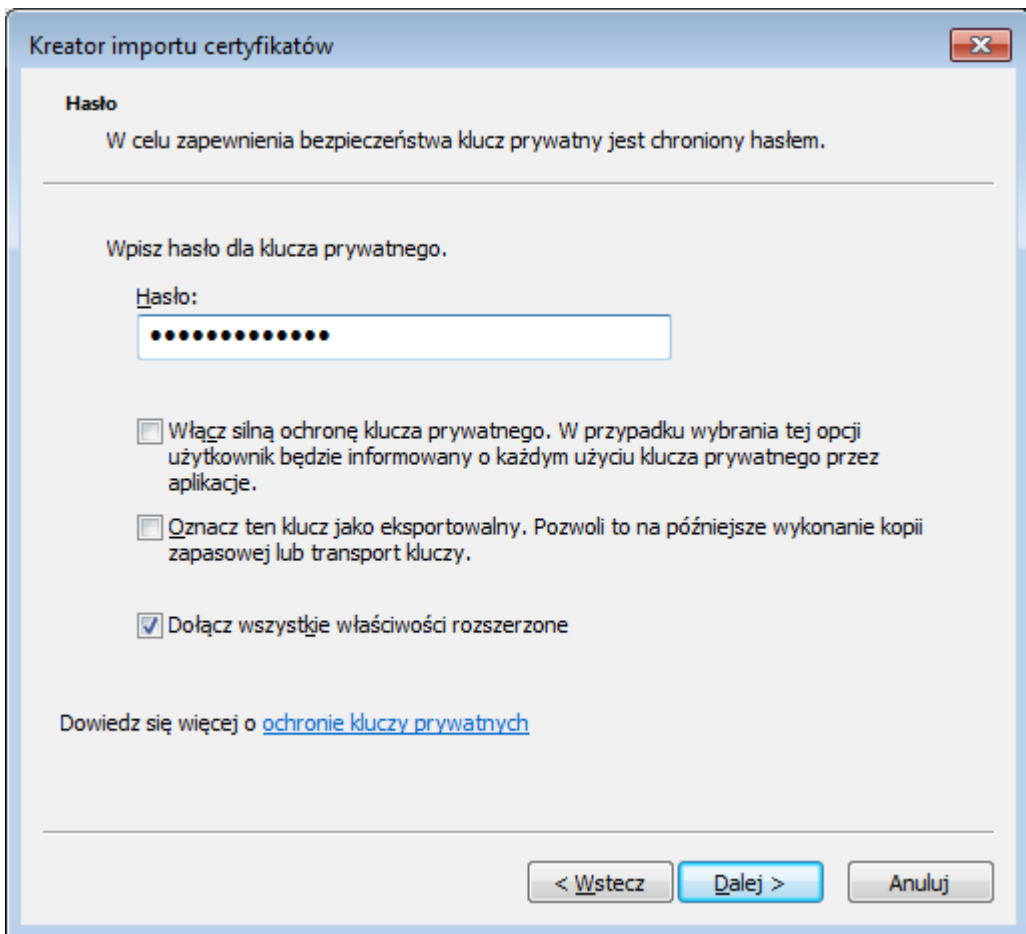 Kreator importu certyfikatów
Hasło
W celu zapewnienia bezpieczeństwa klucz prywatny jest chroniony hasłem.
Wpisz hasło dla klucza prywatnego.
Hasło:
•••••••••••••
Włącz silną ochronę klucza prywatnego. W przypadku wybrania tej opcji
użytkownik będzie informowany o każdym użyciu klucza prywatnego przez
aplikacje.
Oznacz ten klucz jako eksportowalny. Pozwoli to na późniejsze wykonanie kopii
zapasowej lub transport kluczy.
Dołącz wszystkie właściwości rozszerzone
Dowiedz się więcej o ochronie kluczy prywatnych
< Wstecz Dalej > Anuluj